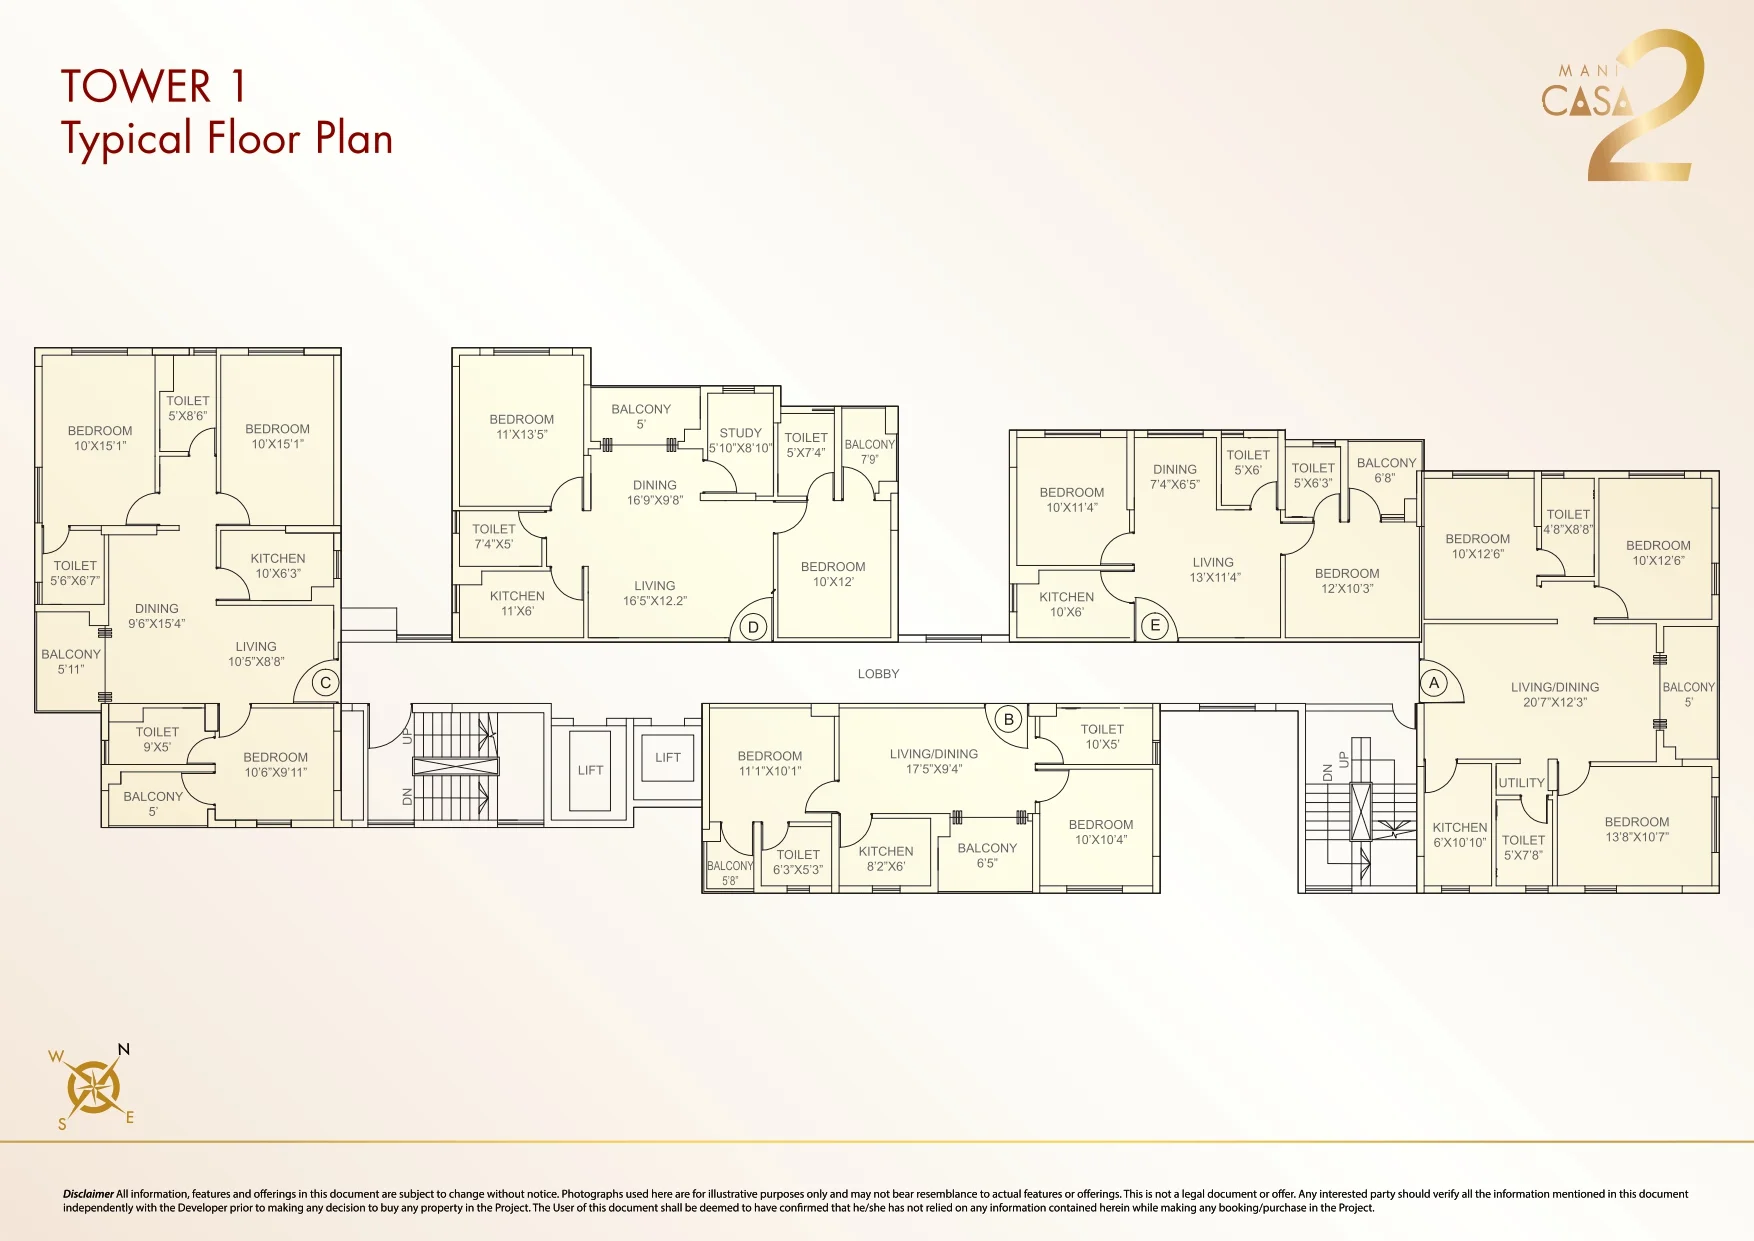 TOWER 1
Typical Floor Plan
MANI
CASA
2
BEDROOM
10'X15'1"
TOILET
5'X8'6"
BEDROOM
10'X15'1"
TOILET
5'6"X6'7"
KITCHEN
10'X6'3"
DINING
9'6"X15'4"
LIVING
10'5"X8'8"
BALCONY
5'11"
C
TOILET
9'X5'
BEDROOM
10'6"X9'11"
BALCONY
5'
BEDROOM
11'X13'5"
BALCONY
5'
STUDY
5'10"X8'10"
TOILET
5'X7'4"
BALCONY
7'9"
DINING
16'9"X9'8"
TOILET
7'4"X5'
KITCHEN
11'X6'
LIVING
16'5"X12.2"
BEDROOM
10'X12'
D
BEDROOM
10'X11'4"
DINING
7'4"X6'5"
TOILET
5'X6'
TOILET
5'X6'3"
BALCONY
6'8"
LIVING
13'X11'4"
BEDROOM
12'X10'3"
KITCHEN
10'X6'
E
BEDROOM
10'X12'6"
TOILET
4'8"X8'8"
BEDROOM
10'X12'6"
A
LIVING/DINING
20'7"X12'3"
BALCONY
5'
UTILITY
KITCHEN
6'X10'10"
TOILET
5'X7'8"
BEDROOM
13'8"X10'7"
LOBBY
UP
DN
LIFT
LIFT
BEDROOM
11'1"X10'1"
LIVING/DINING
17'5"X9'4"
B
TOILET
10'X5'
BEDROOM
10'X10'4"
BALCONY
5'8"
TOILET
6'3"X5'3"
KITCHEN
8'2"X6'
BALCONY
6'5"
DN
UP
W
N
S
E
Disclaimer All information, features and offerings in this document are subject to change without notice. Photographs used here are for illustrative purposes only and may not bear resemblance to actual features or offerings. This is not a legal document or offer. Any interested party should verify all the information mentioned in this document
independently with the Developer prior to making any decision to buy any property in the Project. The User of this document shall be deemed to have confirmed that he/she has not relied on any information contained herein while making any booking/purchase in the Project.